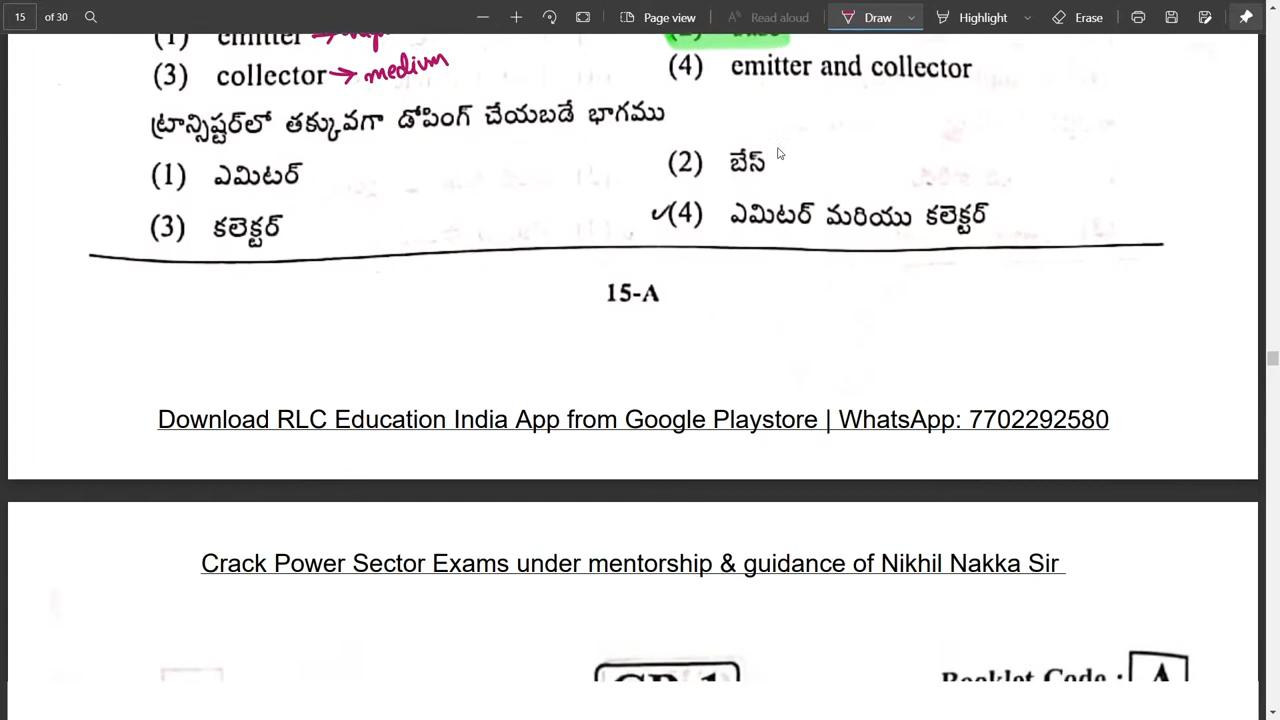 15 of 30 Page view Read aloud Draw Highlight Erase
(1) emitter →
(3) collector → medium (4) emitter and collector
ట్రాన్సిష్టర్‌లో తక్కువగా డోపింగ్ చేయబడే భాగము
(1) ఎమిటర్ (2) బేస్
(3) కలెక్టర్ (4) ఎమిటర్ మరియు కలెక్టర్
15-A
Download RLC Education India App from Google Playstore | WhatsApp: 7702292580
Crack Power Sector Exams under mentorship & guidance of Nikhil Nakka Sir
Booklet Code : A